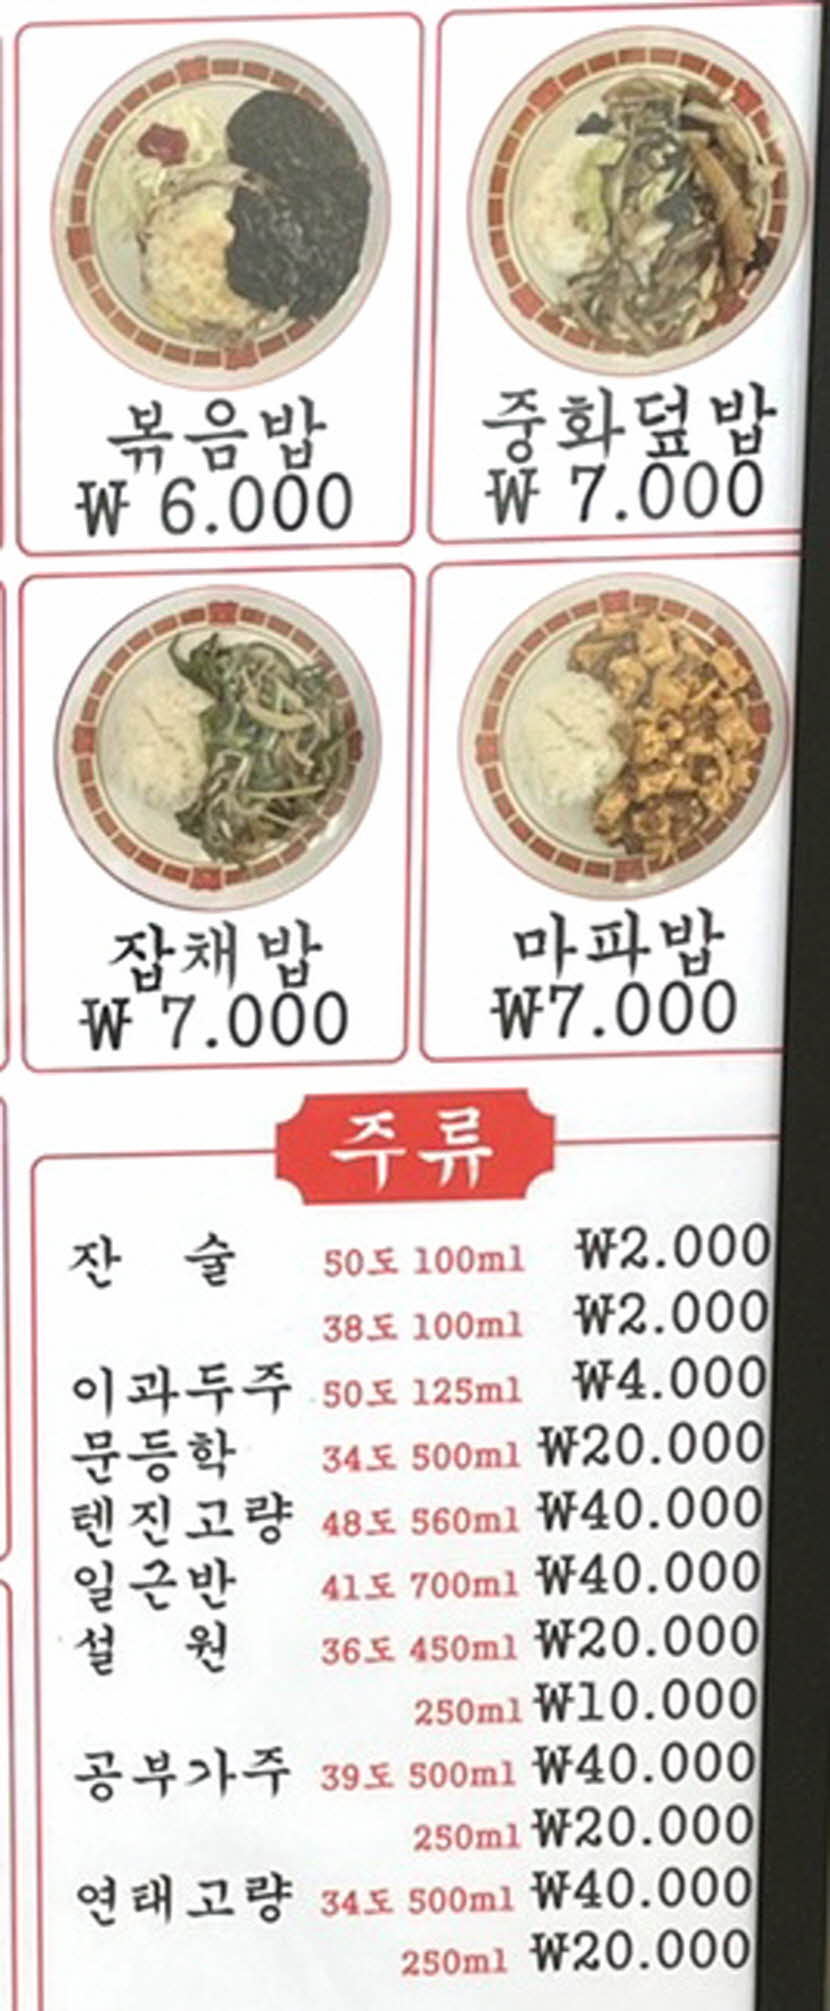 볶음밥
₩ 6.000
중화덮밥
₩ 7.000
잡채밥
₩ 7.000
마파밥
₩7.000
주류
잔 술 50도 100ml ₩2.000
38도 100ml ₩2.000
이과두주 50도 125ml ₩4.000
문등학 34도 500ml ₩20.000
텐진고량 48도 560ml ₩40.000
일근반 41도 700ml ₩40.000
설 원 36도 450ml ₩20.000
250ml ₩10.000
공부가주 39도 500ml ₩40.000
250ml ₩20.000
연태고량 34도 500ml ₩40.000
250ml ₩20.000